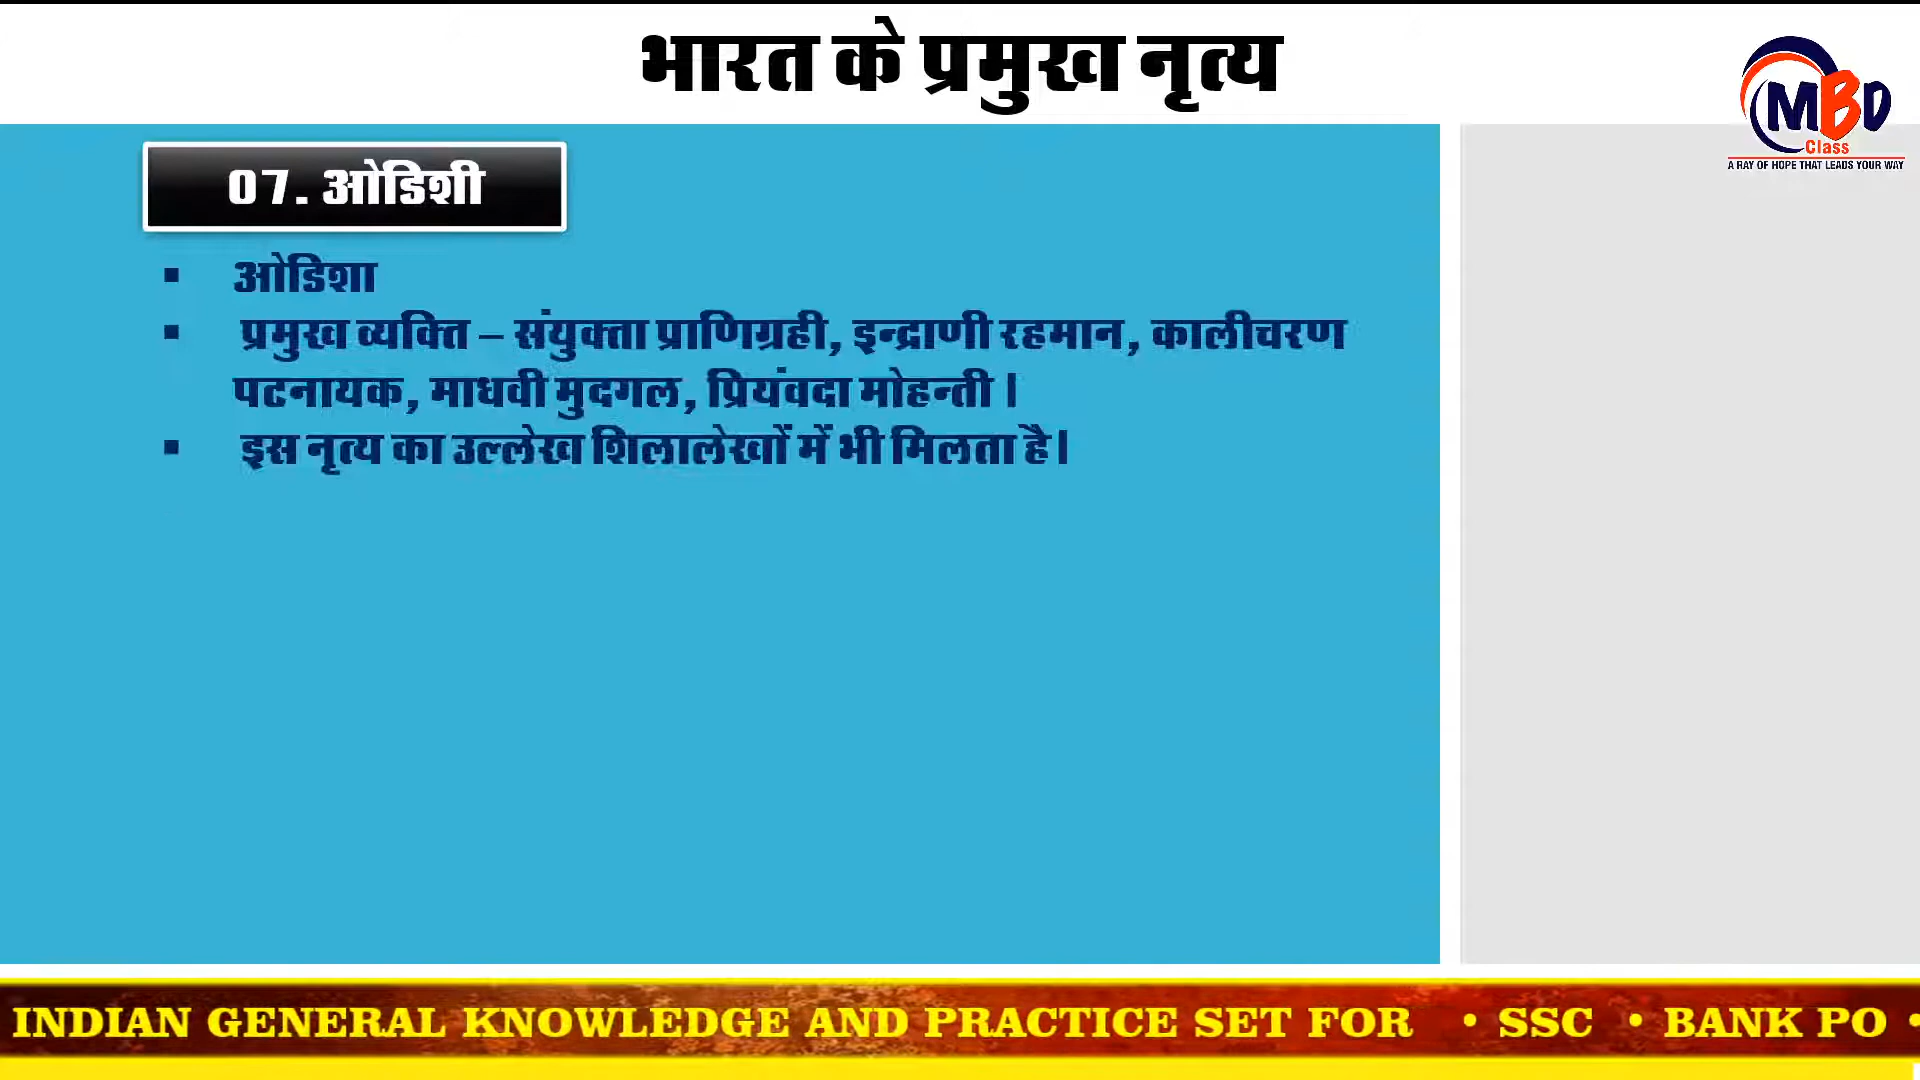 भारत के प्रमुख नृत्य
MBD
Class
A RAY OF HOPE THAT LEADS YOUR WAY
07. ओडिशी
▪ ओडिशा
▪ प्रमुख व्यक्ति – संयुक्ता प्राणिग्रही, इन्द्राणी रहमान, कालीचरण
पटनायक, माधवी मुदगल, प्रियंवदा मोहन्ती।
▪ इस नृत्य का उल्लेख शिलालेखों में भी मिलता है।
INDIAN GENERAL KNOWLEDGE AND PRACTICE SET FOR • SSC • BANK PO •